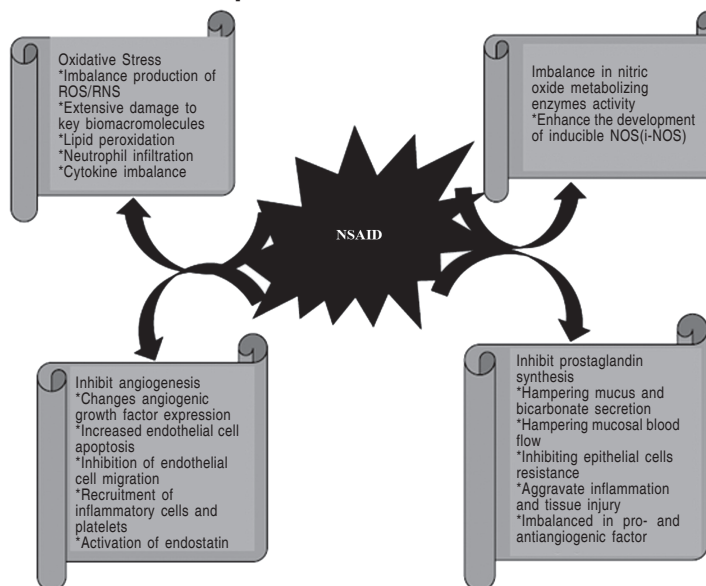 Oxidative Stress
*Imbalance production of
ROS/RNS
*Extensive damage to
key biomacromolecules
*Lipid peroxidation
*Neutrophil infiltration
*Cytokine imbalance
Imbalance in nitric
oxide metabolizing
enzymes activity
*Enhance the development
of inducible NOS(i-NOS)
NSAID
Inhibit angiogenesis
*Changes angiogenic
growth factor expression
*Increased endothelial cell
apoptosis
*Inhibition of endothelial
cell migration
*Recruitment of
inflammatory cells and
platelets
*Activation of endostatin
Inhibit prostaglandin
synthesis
*Hampering mucus and
bicarbonate secretion
*Hampering mucosal blood
flow
*Inhibiting epithelial cells
resistance
*Aggravate inflammation
and tissue injury
*Imbalanced in pro- and
antiangiogenic factor